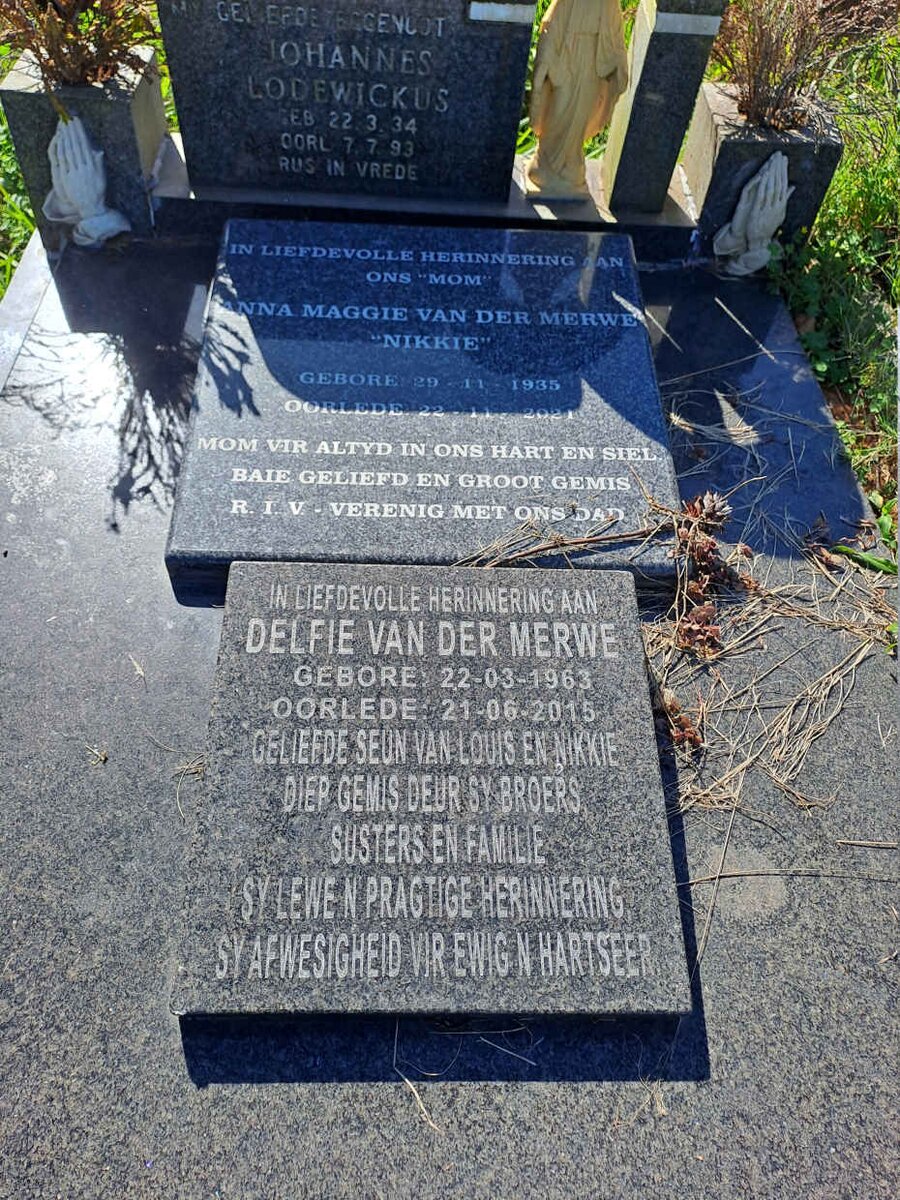 MY GELIEFDE EGGENOOT
JOHANNES
LODEWICKUS
GEB 22.3.34
OORL 7.7.93
RUS IN VREDE
IN LIEFDEVOLLE HERINNERING AAN
ONS "MOM"
ANNA MAGGIE VAN DER MERWE
"NIKKIE"
GEBORE: 29 - 11 - 1935
OORLEDE: 22 - 11 - 2021
MOM VIR ALTYD IN ONS HART EN SIEL
BAIE GELIEFD EN GROOT GEMIS
R. I. V - VERENIG MET ONS DAD
IN LIEFDEVOLLE HERINNERING AAN
DELFIE VAN DER MERWE
GEBORE: 22-03-1963
OORLEDE: 21-06-2015
GELIEFDE SEUN VAN LOUIS EN NIKKIE
DIEP GEMIS DEUR SY BROERS,
SUSTERS EN FAMILIE
SY LEWE N PRAGTIGE HERINNERING
SY AFWESIGHEID VIR EWIG N HARTSEER